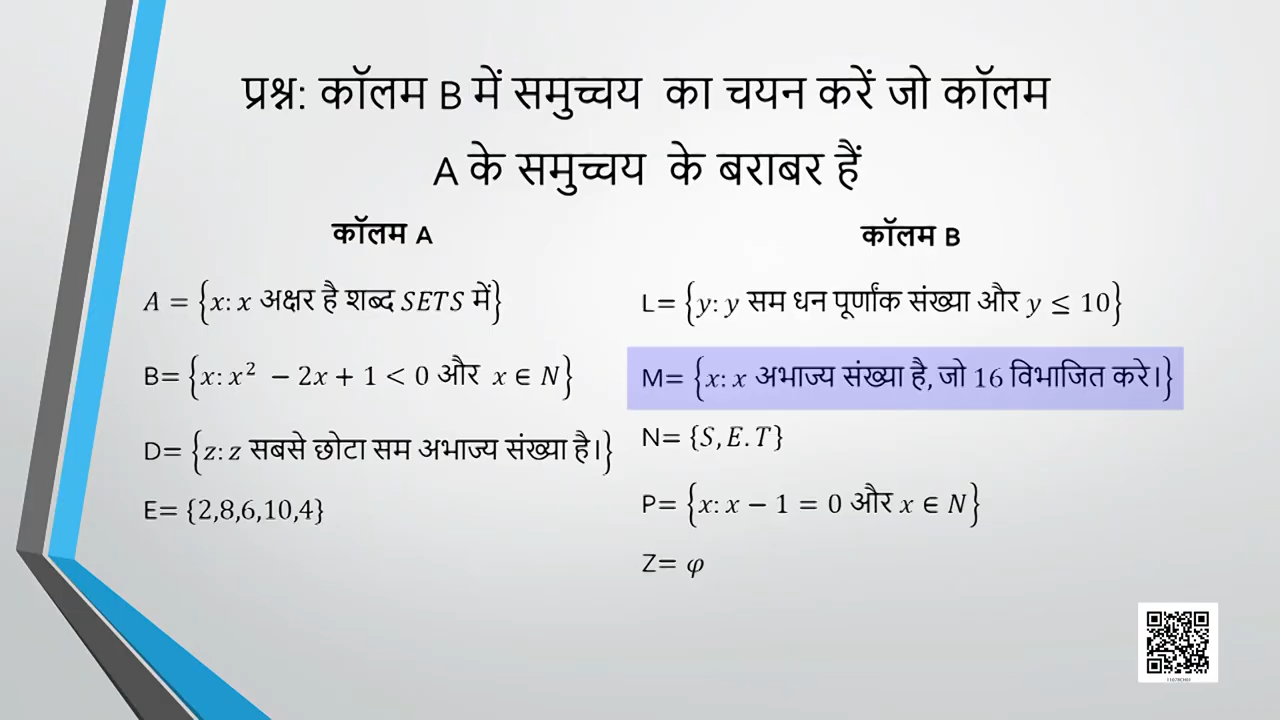 प्रश्न: कॉलम B में समुच्चय का चयन करें जो कॉलम
A के समुच्चय के बराबर हैं
कॉलम A
A = {x: x अक्षर है शब्द SETS में}
B= {x: x² − 2x + 1 < 0 और x ∈ N}
D= {z: z सबसे छोटा सम अभाज्य संख्या है।}
E= {2,8,6,10,4}
कॉलम B
L= {y: y सम धन पूर्णांक संख्या और y ≤ 10}
M= {x: x अभाज्य संख्या है, जो 16 विभाजित करे।}
N= {S, E. T}
P= {x: x − 1 = 0 और x ∈ N}
Z= φ